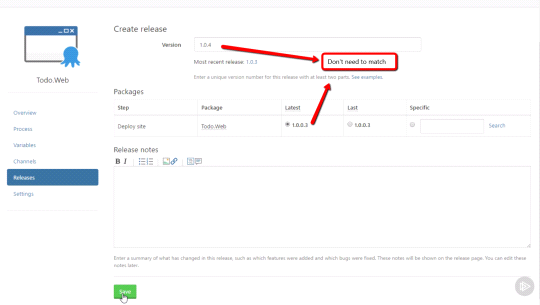 Create release
Version 1.0.4
Most recent release: 1.0.3
Don't need to match
Enter a unique version number for this release with at least two parts. See examples.
Todo.Web
Overview
Process
Variables
Channels
Releases
Settings
Packages
Step Package Latest Last Specific
Deploy site Todo.Web 1.0.0.3 1.0.0.3 Search
Release notes
B I
Enter a summary of what has changed in this release, such as which features were added and which bugs were fixed. These notes will be shown on the release page. You can edit these
notes later.
Save